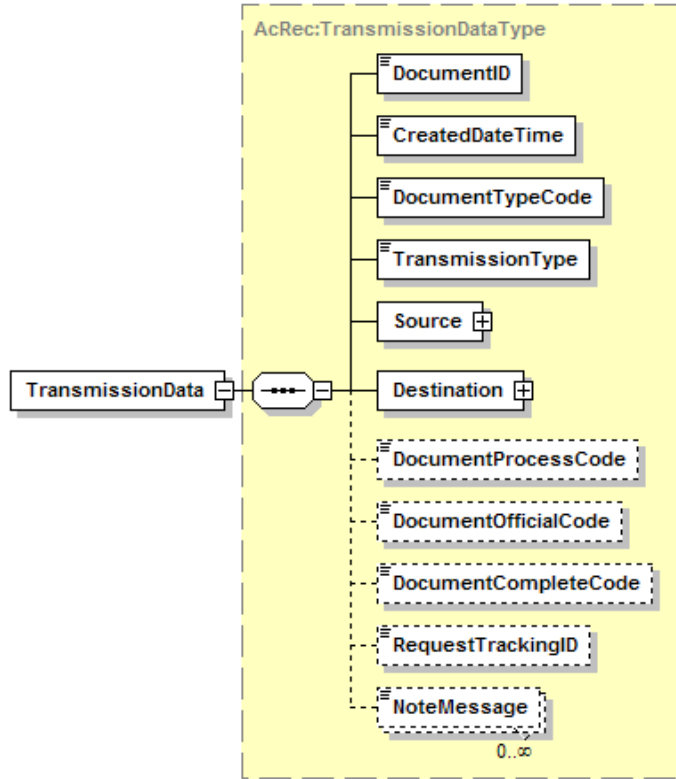 AcRec:TransmissionDataType
DocumentID
CreatedDateTime
DocumentTypeCode
TransmissionType
Source
TransmissionData
Destination
DocumentProcessCode
DocumentOfficialCode
DocumentCompleteCode
RequestTrackingID
NoteMessage
0..∞